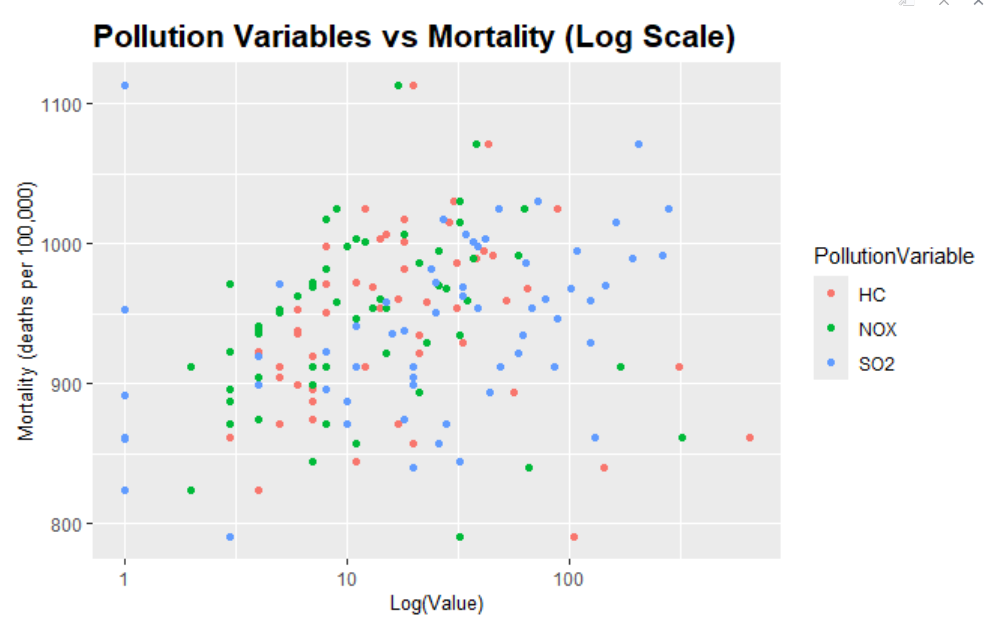 Pollution Variables vs Mortality (Log Scale)
Mortality (deaths per 100,000)
1100
1000
900
800
1
10
100
Log(Value)
PollutionVariable
HC
NOX
SO2